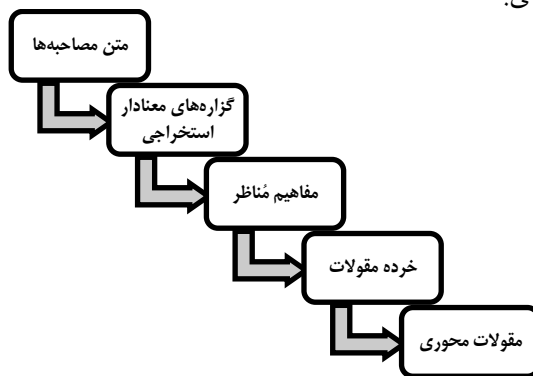 ی:
متن مصاحبه‌ها
گزاره‌های معنادار
استخراجی
مفاهیم مُناظر
خرده مقولات
مقولات محوری